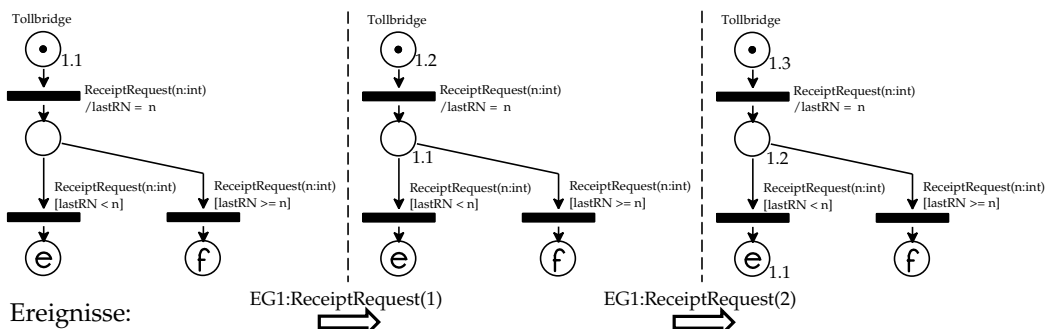 Tollbridge
1.1
ReceiptRequest(n:int)
/lastRN = n
ReceiptRequest(n:int)
[lastRN < n]
ReceiptRequest(n:int)
[lastRN >= n]
e
f
Tollbridge
1.2
ReceiptRequest(n:int)
/lastRN = n
1.1
ReceiptRequest(n:int)
[lastRN < n]
ReceiptRequest(n:int)
[lastRN >= n]
e
f
Tollbridge
1.3
ReceiptRequest(n:int)
/lastRN = n
1.2
ReceiptRequest(n:int)
[lastRN < n]
ReceiptRequest(n:int)
[lastRN >= n]
e
1.1
f
Ereignisse:
EG1:ReceiptRequest(1)
EG1:ReceiptRequest(2)